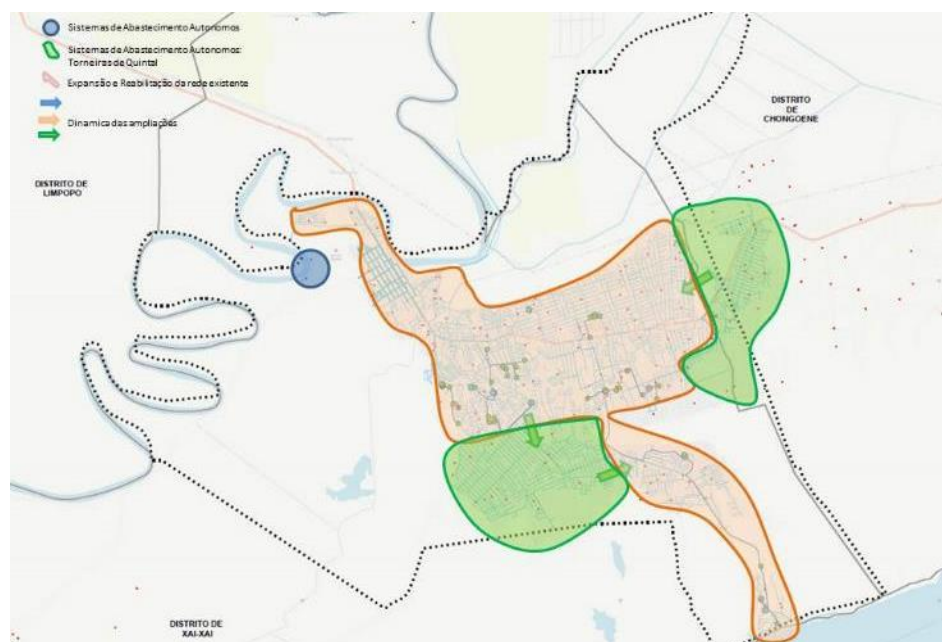 Sistemas de Abastecimento Autonomos
Sistemas de Abastecimento Autonomos:
Torneiras de Quintal
Expansão e Reabilitação da rede existente
Dinamica das ampliações
DISTRITO
DE
CHONGOENE
DISTRITO DE
LIMPOPO
DISTRITO DE
XAI-XAI